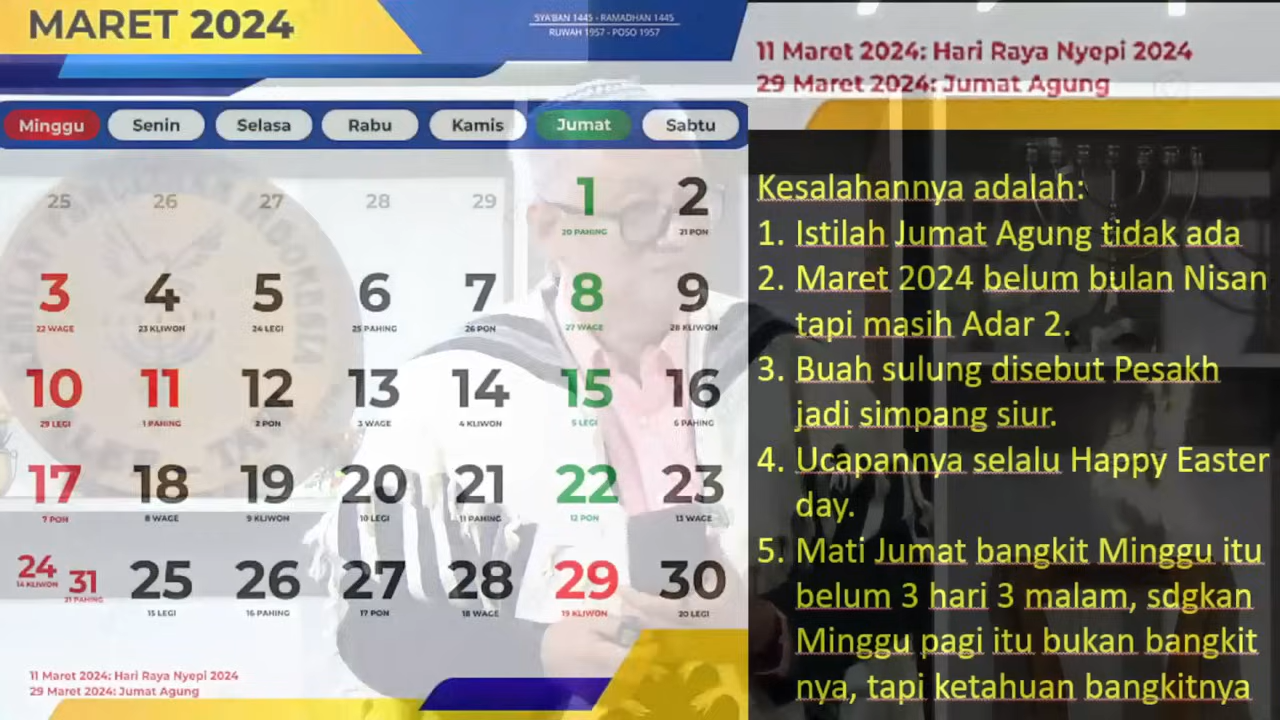 MARET 2024
SYA'BAN 1445 - RAMADHAN 1445
RUWAH 1957 - POSO 1957
Minggu Senin Selasa Rabu Kamis Jumat Sabtu
25 26 27 28 29 1 2
20 PAHING 21 PON
3 4 5 6 7 8 9
22 WAGE 23 KLIWON 24 LEGI 25 PAHING 26 PON 27 WAGE 28 KLIWON
10 11 12 13 14 15 16
29 LEGI 1 PAHING 2 PON 3 WAGE 4 KLIWON 5 LEGI 6 PAHING
17 18 19 20 21 22 23
7 PON 8 WAGE 9 KLIWON 10 LEGI 11 PAHING 12 PON 13 WAGE
24 31 25 26 27 28 29 30
14 KLIWON 21 PAHING 15 LEGI 16 PAHING 17 PON 18 WAGE 19 KLIWON 20 LEGI
11 Maret 2024: Hari Raya Nyepi 2024
29 Maret 2024: Jumat Agung
11 Maret 2024: Hari Raya Nyepi 2024
29 Maret 2024: Jumat Agung
Kesalahannya adalah:
1. Istilah Jumat Agung tidak ada
2. Maret 2024 belum bulan Nisan
tapi masih Adar 2.
3. Buah sulung disebut Pesakh
jadi simpang siur.
4. Ucapannya selalu Happy Easter
day.
5. Mati Jumat bangkit Minggu itu
belum 3 hari 3 malam, sdgkan
Minggu pagi itu bukan bangkit
nya, tapi ketahuan bangkitnya